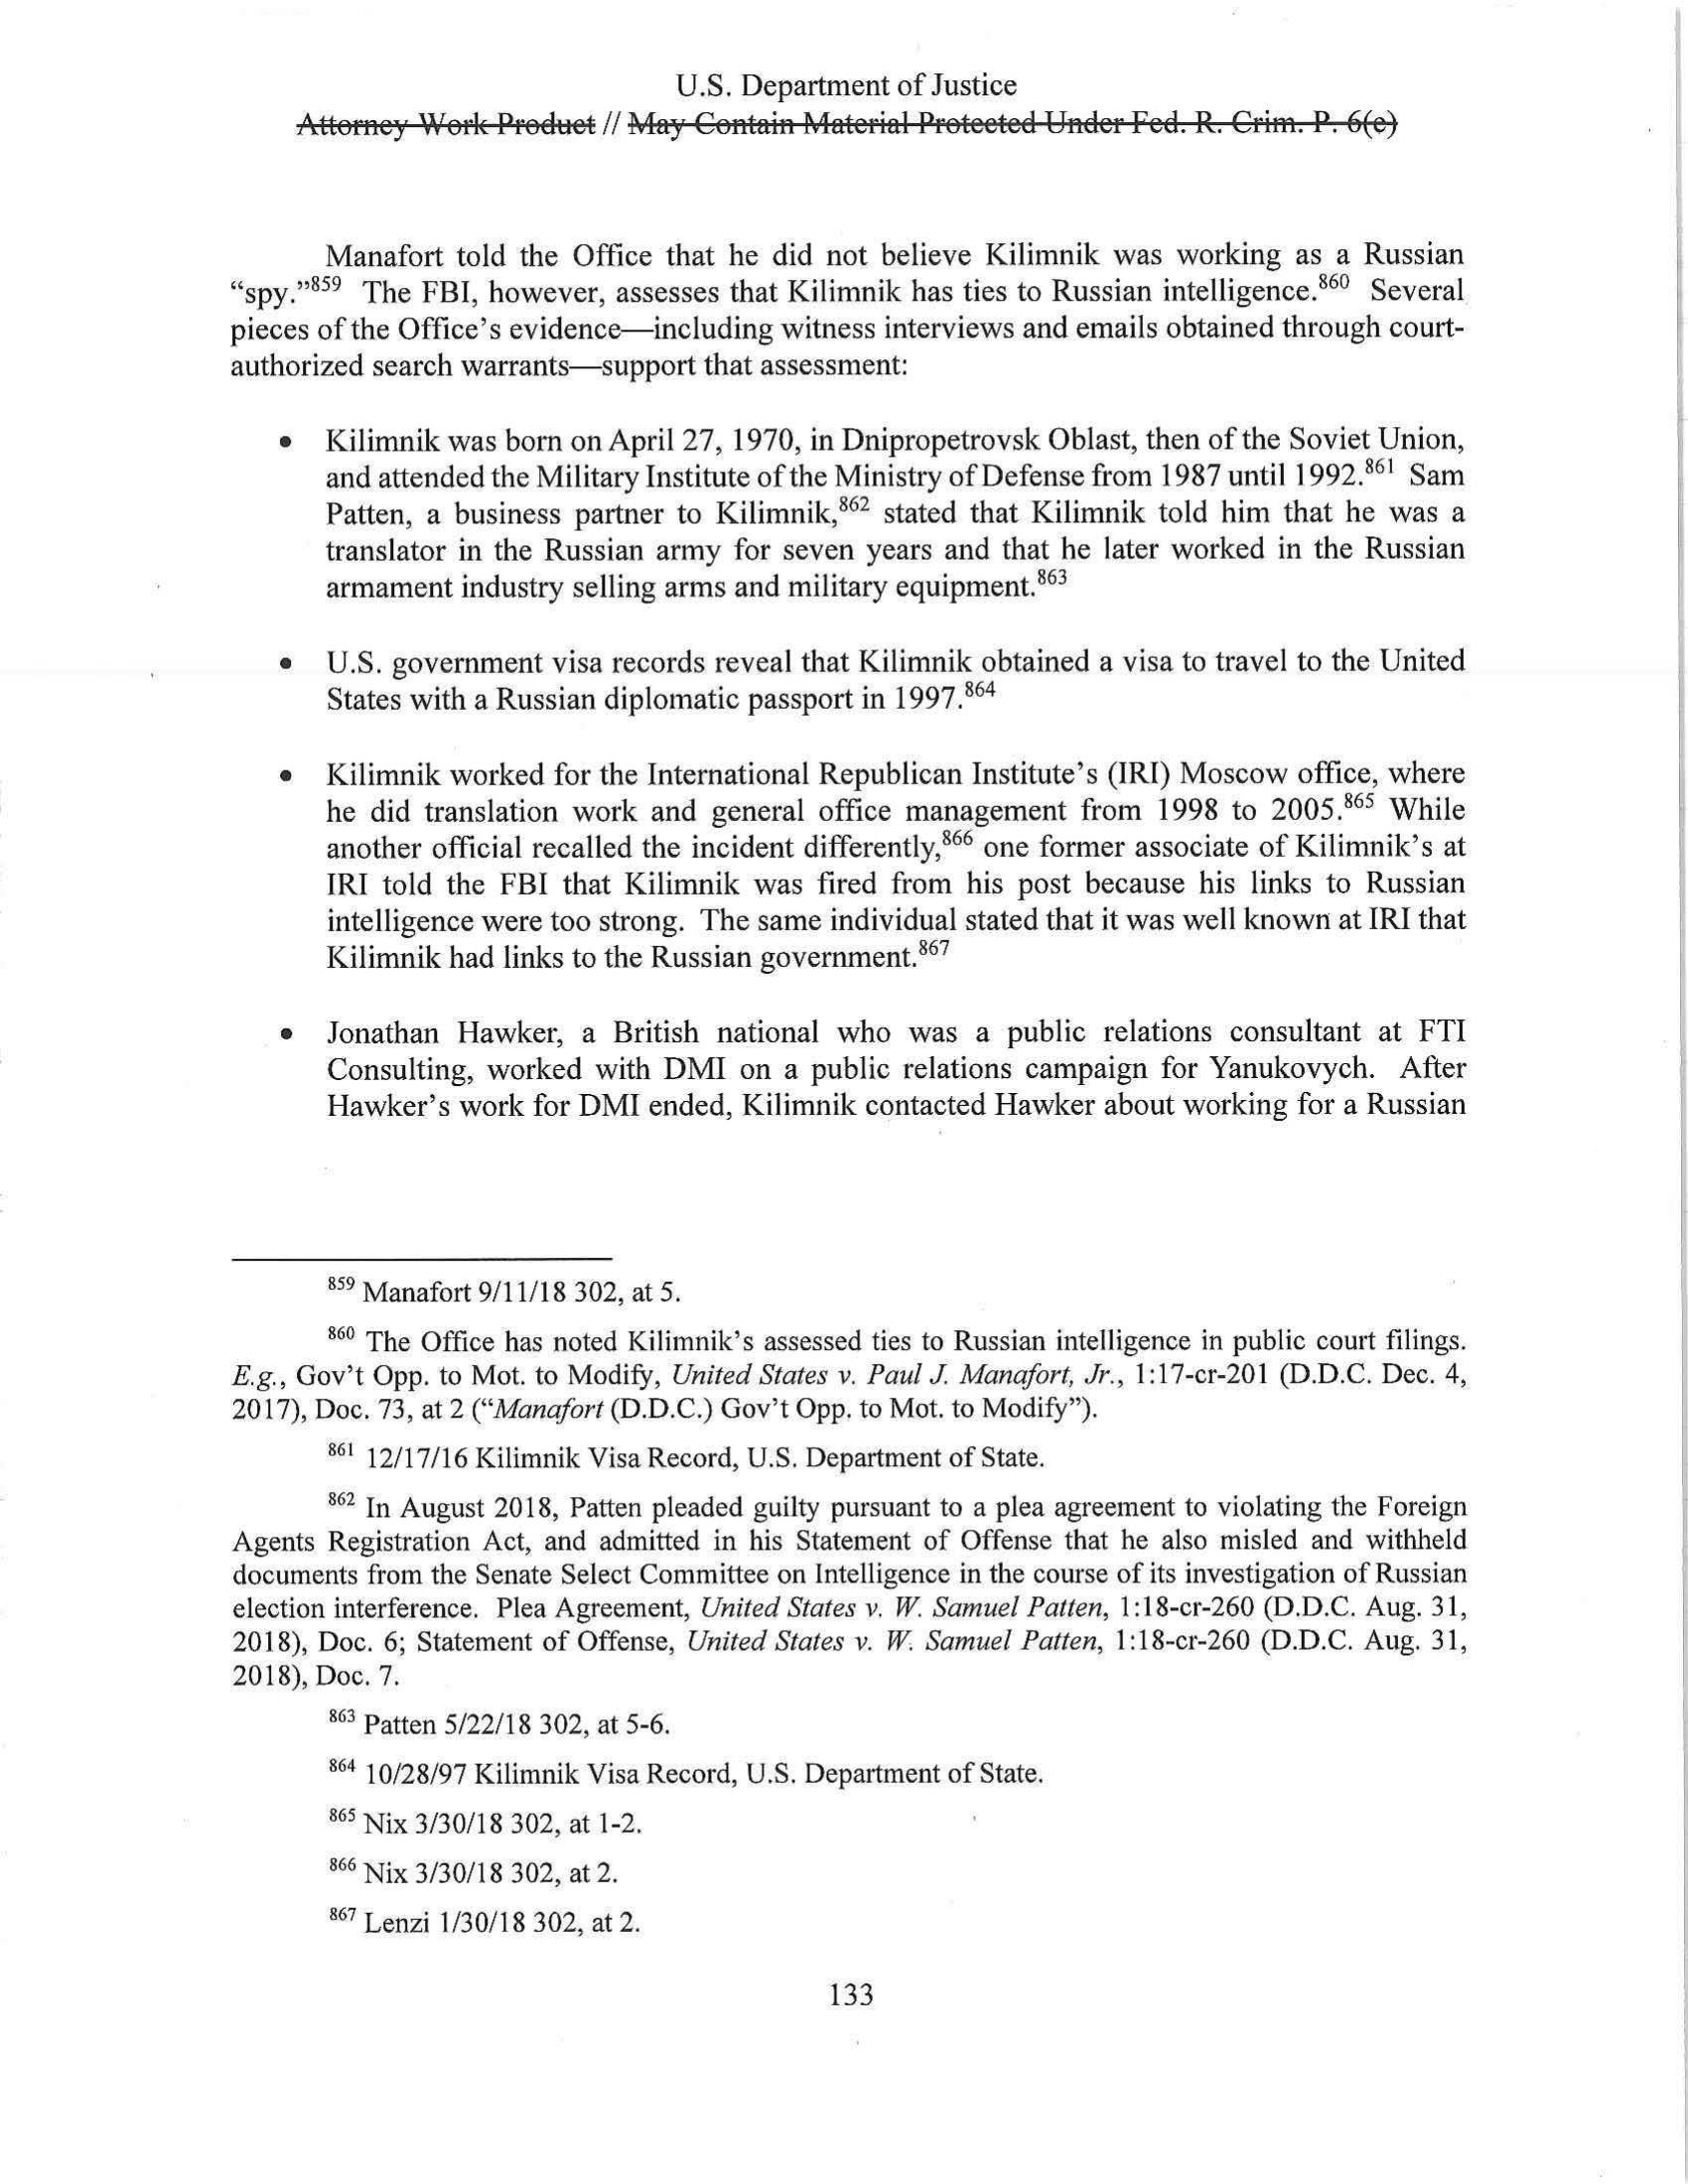 U.S. Department of Justice
Attorney Work Product // May Contain Material Protected Under Fed. R. Crim. P. 6(e)
Manafort told the Office that he did not believe Kilimnik was working as a Russian
“spy.”859 The FBI, however, assesses that Kilimnik has ties to Russian intelligence.860 Several
pieces of the Office’s evidence—including witness interviews and emails obtained through court-
authorized search warrants—support that assessment:
• Kilimnik was born on April 27, 1970, in Dnipropetrovsk Oblast, then of the Soviet Union,
and attended the Military Institute of the Ministry of Defense from 1987 until 1992.861 Sam
Patten, a business partner to Kilimnik,862 stated that Kilimnik told him that he was a
translator in the Russian army for seven years and that he later worked in the Russian
armament industry selling arms and military equipment.863
• U.S. government visa records reveal that Kilimnik obtained a visa to travel to the United
States with a Russian diplomatic passport in 1997.864
• Kilimnik worked for the International Republican Institute’s (IRI) Moscow office, where
he did translation work and general office management from 1998 to 2005.865 While
another official recalled the incident differently,866 one former associate of Kilimnik’s at
IRI told the FBI that Kilimnik was fired from his post because his links to Russian
intelligence were too strong. The same individual stated that it was well known at IRI that
Kilimnik had links to the Russian government.867
• Jonathan Hawker, a British national who was a public relations consultant at FTI
Consulting, worked with DMI on a public relations campaign for Yanukovych. After
Hawker’s work for DMI ended, Kilimnik contacted Hawker about working for a Russian
859 Manafort 9/11/18 302, at 5.
860 The Office has noted Kilimnik’s assessed ties to Russian intelligence in public court filings.
E.g., Gov’t Opp. to Mot. to Modify, United States v. Paul J. Manafort, Jr., 1:17-cr-201 (D.D.C. Dec. 4,
2017), Doc. 73, at 2 (“Manafort (D.D.C.) Gov’t Opp. to Mot. to Modify”).
861 12/17/16 Kilimnik Visa Record, U.S. Department of State.
862 In August 2018, Patten pleaded guilty pursuant to a plea agreement to violating the Foreign
Agents Registration Act, and admitted in his Statement of Offense that he also misled and withheld
documents from the Senate Select Committee on Intelligence in the course of its investigation of Russian
election interference. Plea Agreement, United States v. W. Samuel Patten, 1:18-cr-260 (D.D.C. Aug. 31,
2018), Doc. 6; Statement of Offense, United States v. W. Samuel Patten, 1:18-cr-260 (D.D.C. Aug. 31,
2018), Doc. 7.
863 Patten 5/22/18 302, at 5-6.
864 10/28/97 Kilimnik Visa Record, U.S. Department of State.
865 Nix 3/30/18 302, at 1-2.
866 Nix 3/30/18 302, at 2.
867 Lenzi 1/30/18 302, at 2.
133